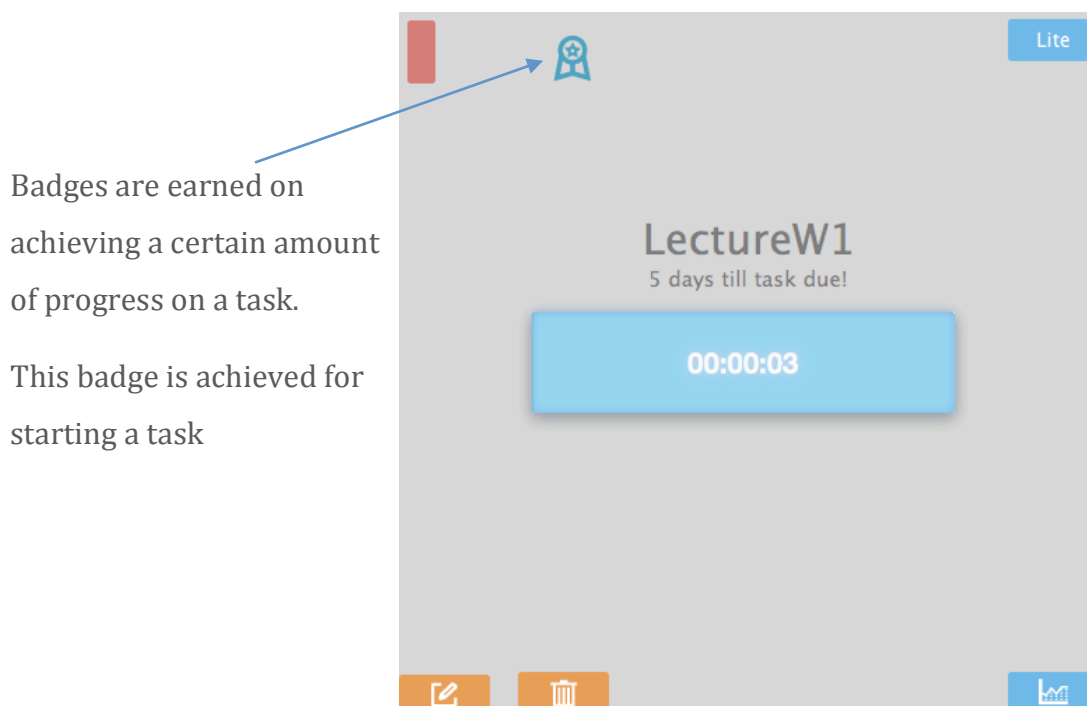 Lite
Badges are earned on
achieving a certain amount
of progress on a task.
This badge is achieved for
starting a task
LectureW1
5 days till task due!
00:00:03